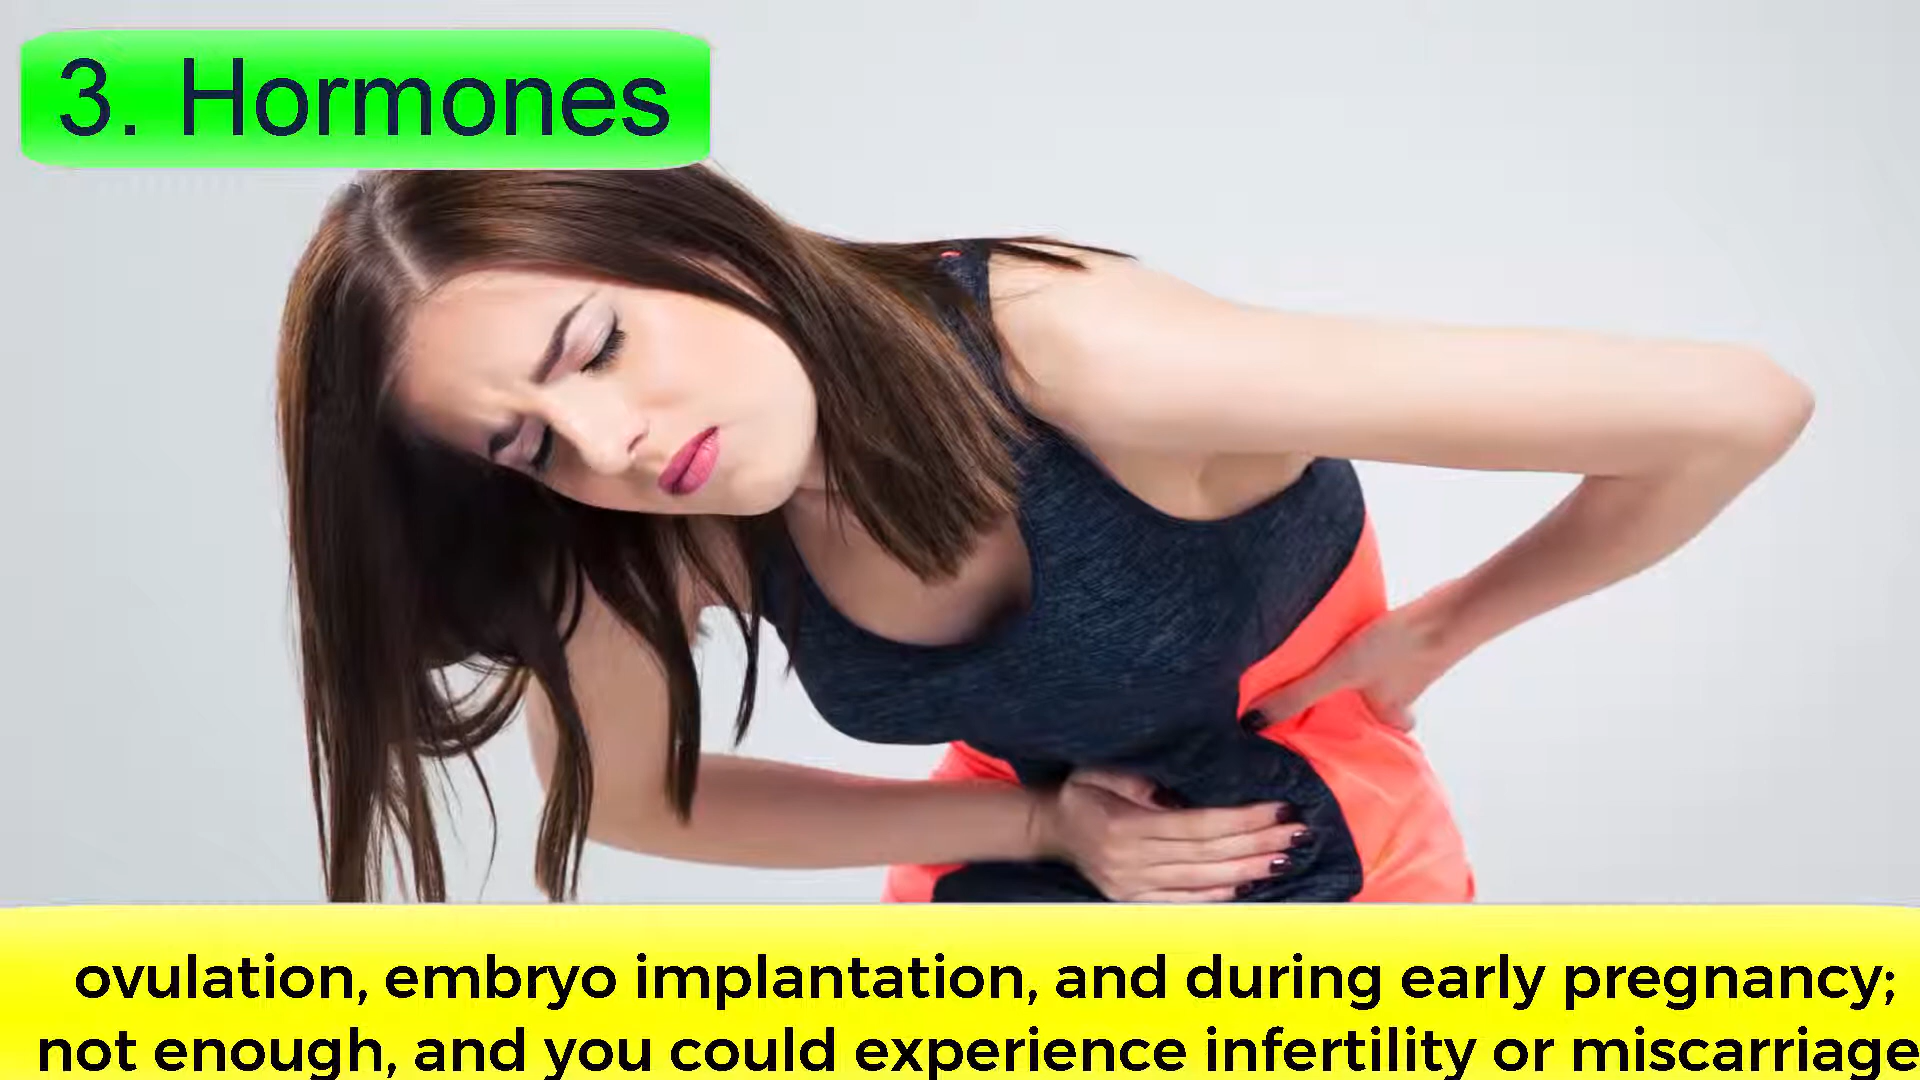 3. Hormones
ovulation, embryo implantation, and during early pregnancy;
not enough, and you could experience infertility or miscarriage